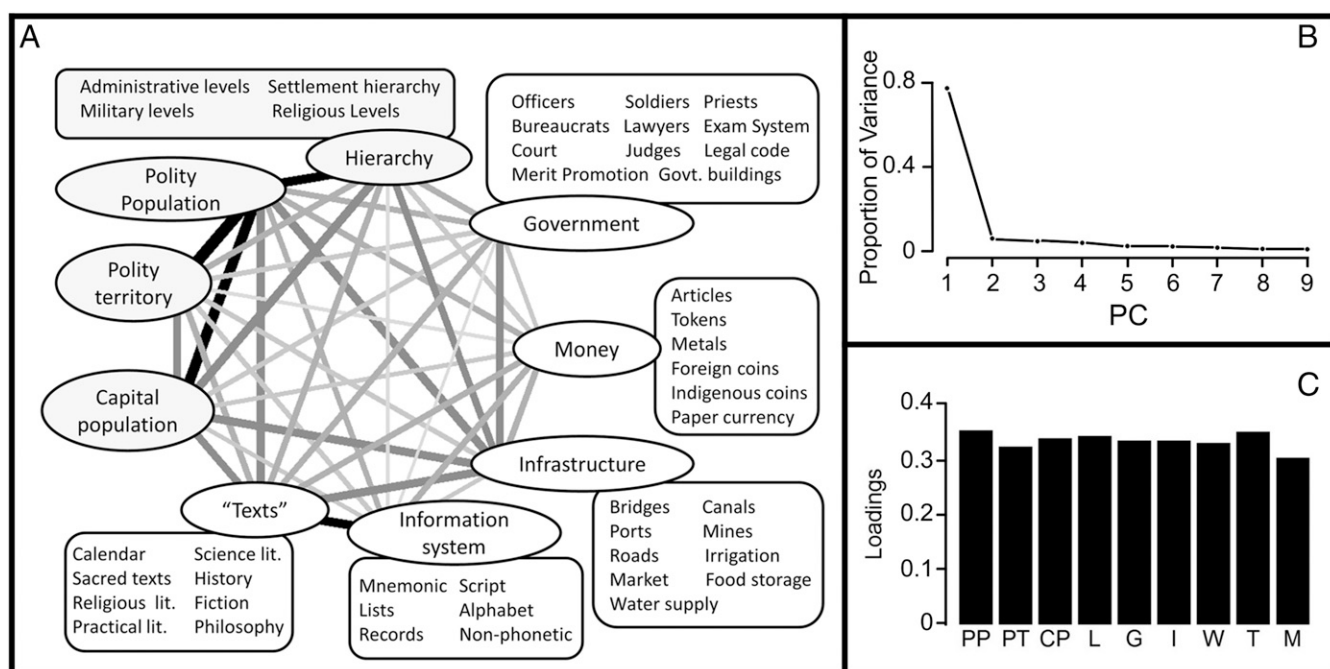 A
Administrative levels Settlement hierarchy
Military levels Religious Levels
Hierarchy
Officers Soldiers Priests
Bureaucrats Lawyers Exam System
Court Judges Legal code
Merit Promotion Govt. buildings
Government
Polity
Population
Polity
territory
Capital
population
Money
Articles
Tokens
Metals
Foreign coins
Indigenous coins
Paper currency
Infrastructure
Bridges Canals
Ports Mines
Roads Irrigation
Market Food storage
Water supply
"Texts"
Calendar Science lit.
Sacred texts History
Religious lit. Fiction
Practical lit. Philosophy
Information
system
Mnemonic Script
Lists Alphabet
Records Non-phonetic
B
Proportion of Variance
0.8
0.4
0
1 2 3 4 5 6 7 8 9
PC
C
Loadings
0.4
0.3
0.2
0.1
0
PP PT CP L G I W T M